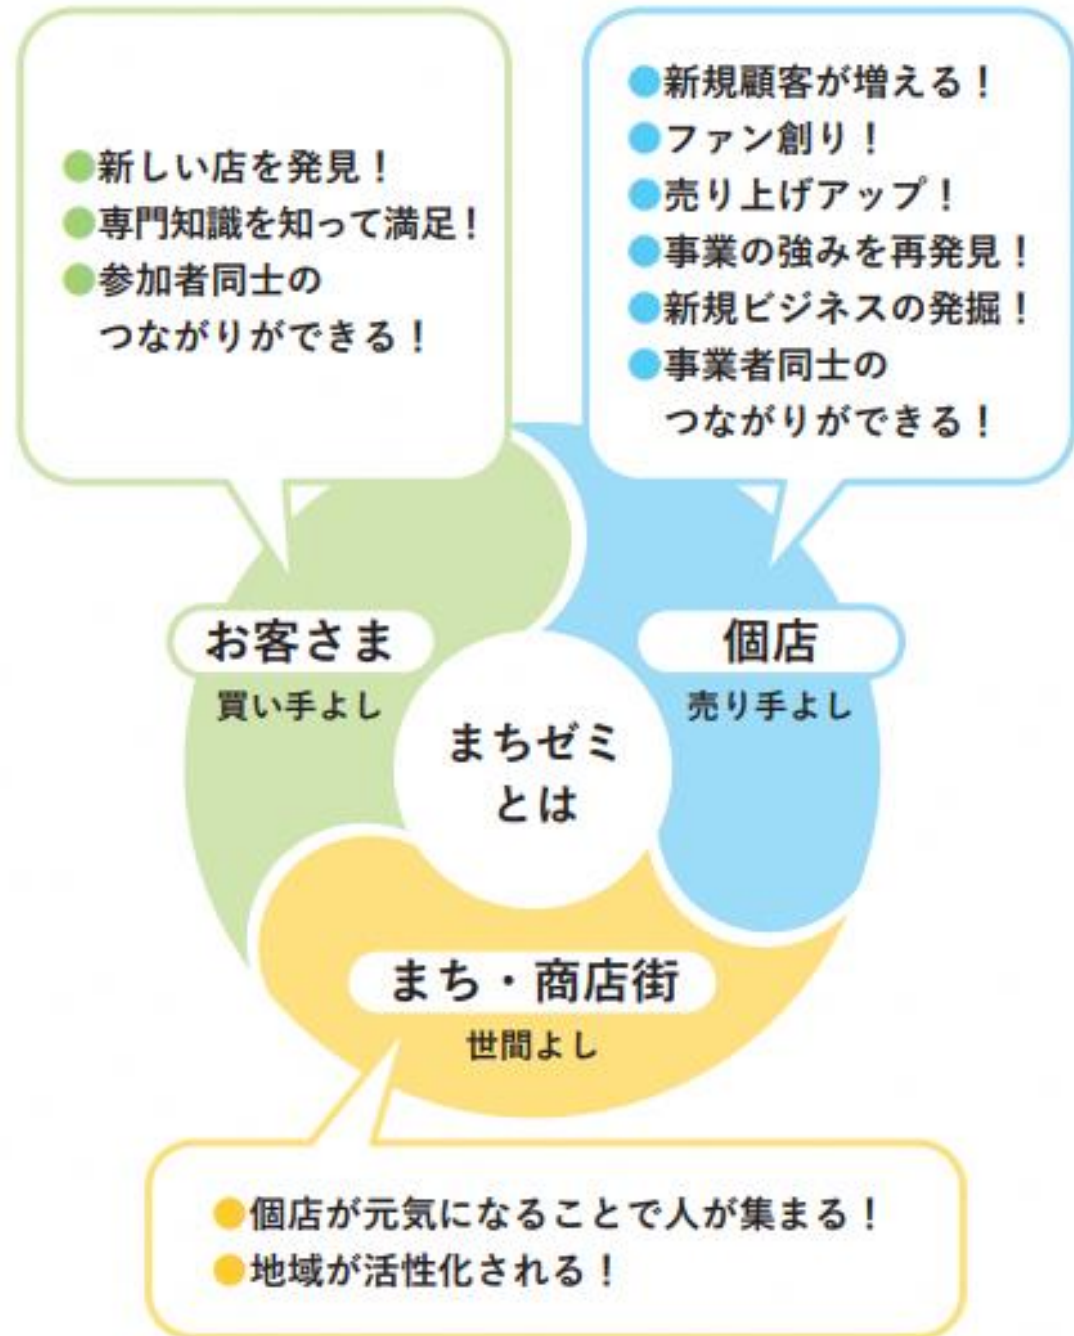 ●新しい店を発見！
●専門知識を知って満足！
●参加者同士の
つながりができる！
●新規顧客が増える！
●ファン創り！
●売り上げアップ！
●事業の強みを再発見！
●新規ビジネスの発掘！
●事業者同士の
つながりができる！
お客さま
買い手よし
個店
売り手よし
まちゼミ
とは
まち・商店街
世間よし
●個店が元気になることで人が集まる！
●地域が活性化される！